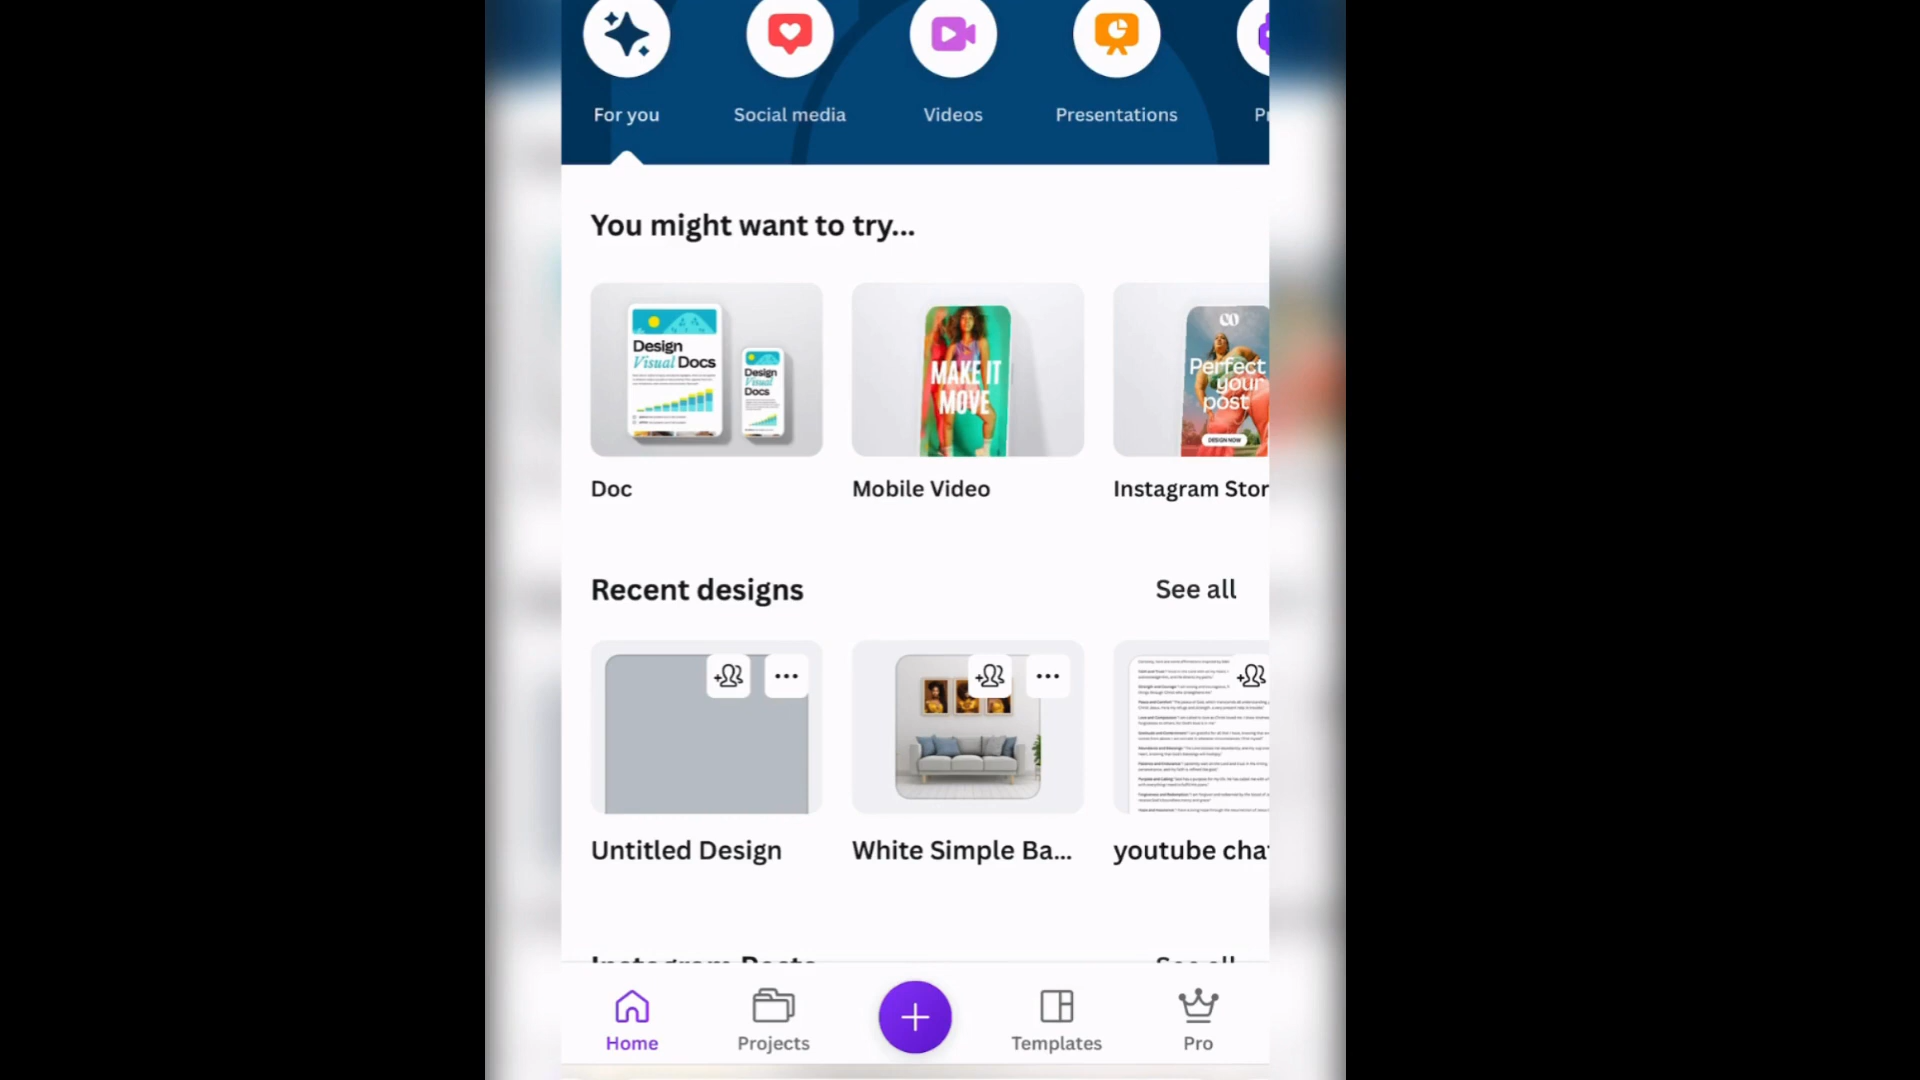 For you
Social media
Videos
Presentations
You might want to try...
Design
Visual Docs
Design
Visual
Docs
MAKE IT
MOVE
Perfect
your
post
DESIGN NOW
Doc
Mobile Video
Instagram Stor
Recent designs
See all
Untitled Design
White Simple Ba...
youtube cha
Instagram Posts
See all
Home
Projects
Templates
Pro